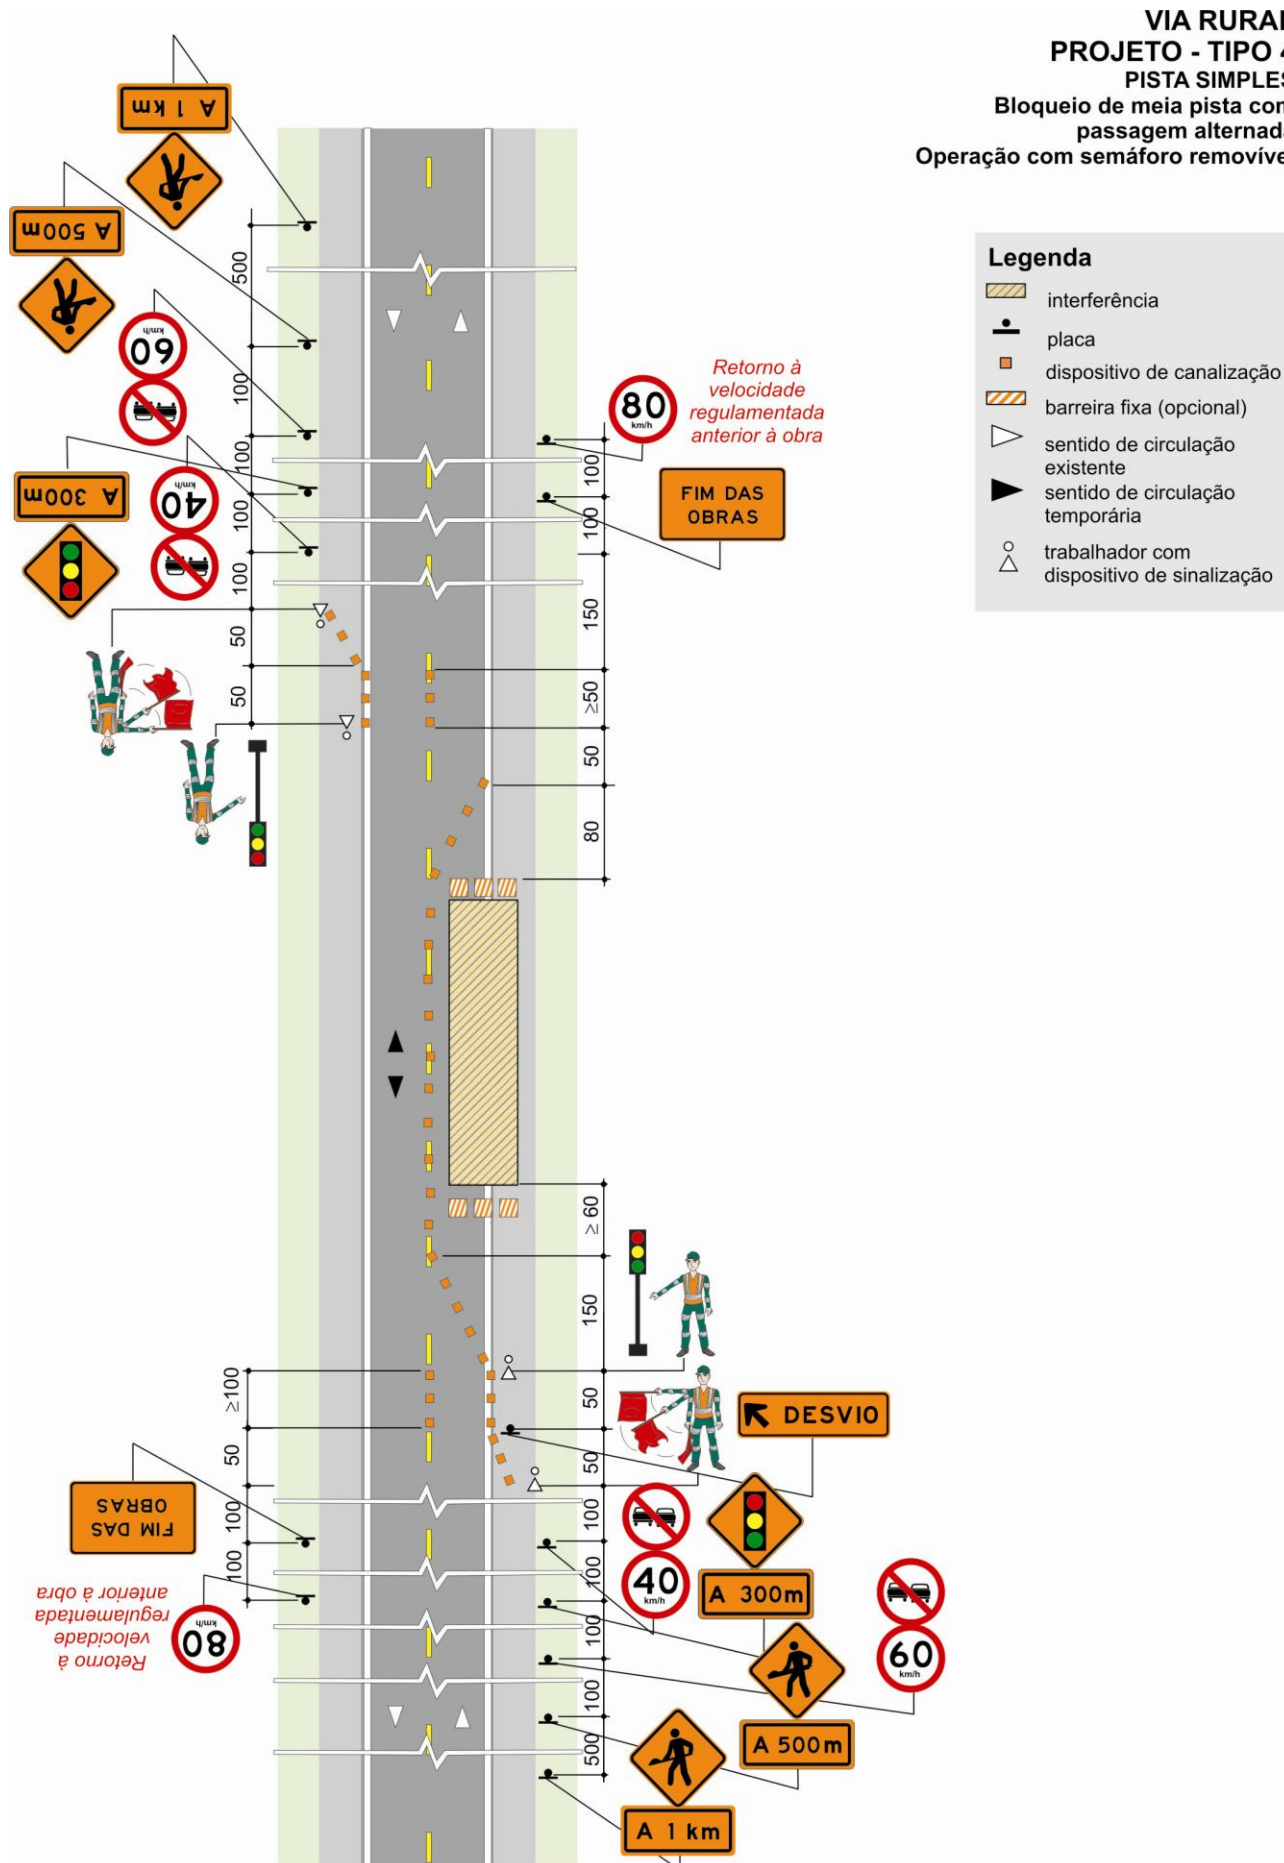 VIA RURAL
PROJETO - TIPO 4
PISTA SIMPLES
Bloqueio de meia pista com
passagem alternada
Operação com semáforo removíve
Legenda
interferência
placa
dispositivo de canalização
barreira fixa (opcional)
sentido de circulação
existente
sentido de circulação
temporária
trabalhador com
dispositivo de sinalização
A 1 km
A 500m
60
km/h
A 300m
40
km/h
500
100
100
100
100
50
50
80
km/h
Retorno à
velocidade
regulamentada
anterior à obra
FIM DAS
OBRAS
100
100
150
≥50
50
80
≥ 60
150
50
50
100
100
100
100
500
≥100
50
100
100
DESVIO
FIM DAS
OBRAS
Retorno à
velocidade
regulamentada
anterior à obra
80
km/h
40
km/h
A 300m
60
km/h
A 500m
A 1 km